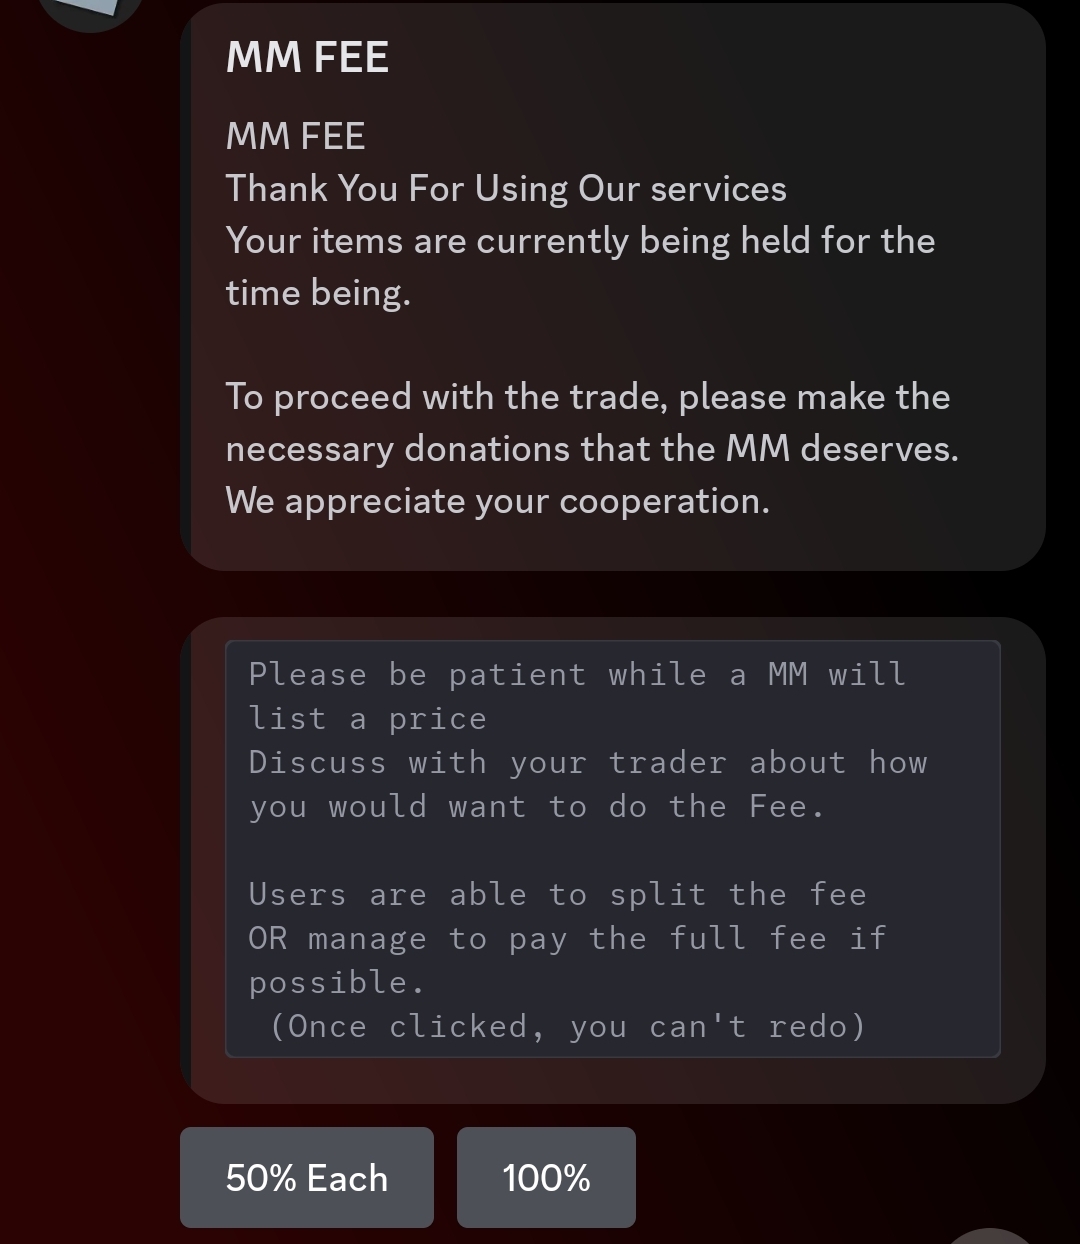 MM FEE
MM FEE
Thank You For Using Our services
Your items are currently being held for the
time being.
To proceed with the trade, please make the
necessary donations that the MM deserves.
We appreciate your cooperation.
Please be patient while a MM will
list a price
Discuss with your trader about how
you would want to do the Fee.
Users are able to split the fee
OR manage to pay the full fee if
possible.
(Once clicked, you can't redo)
50% Each
100%